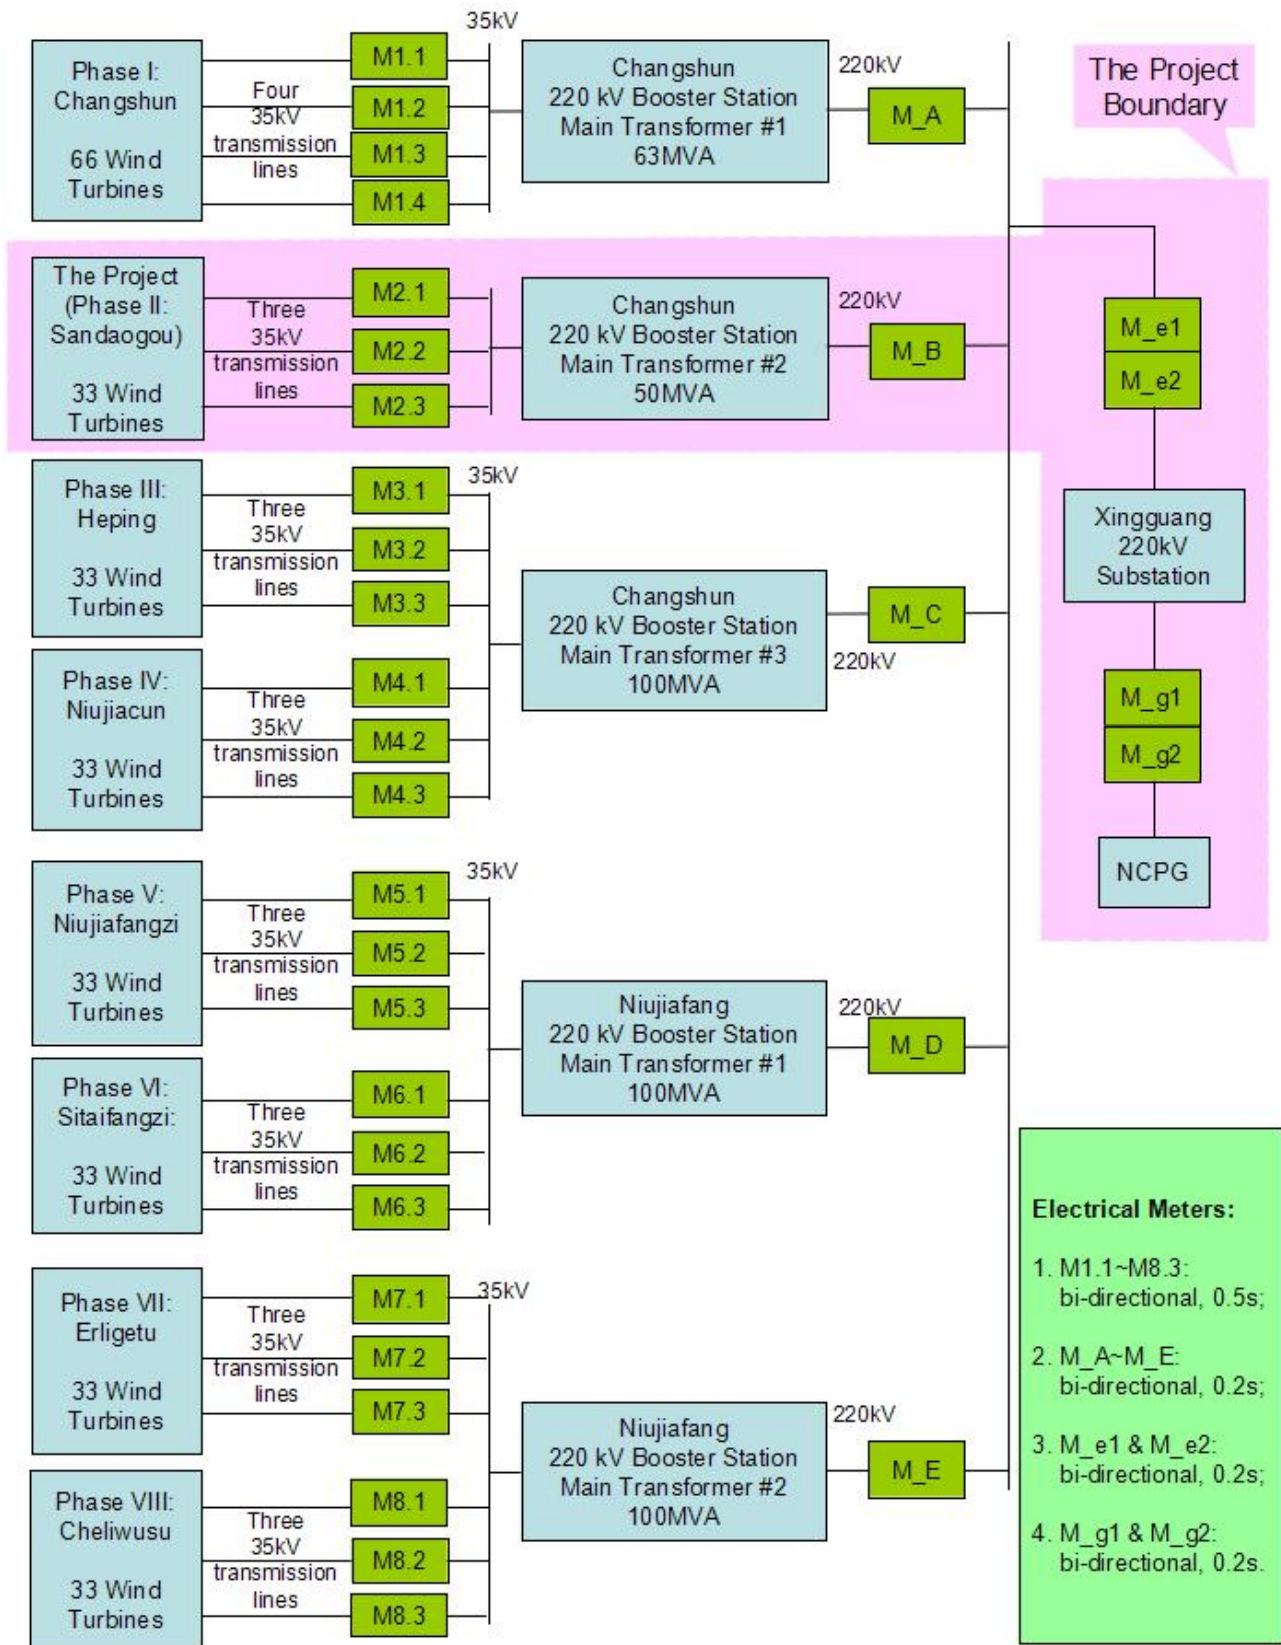 35kV
Phase I:
Changshun
66 Wind
Turbines
Four
35kV
transmission
lines
M1.1
M1.2
M1.3
M1.4
Changshun
220 kV Booster Station
Main Transformer #1
63MVA
220kV
M_A
The Project
Boundary
The Project
(Phase II:
Sandaogou)
33 Wind
Turbines
Three
35kV
transmission
lines
M2.1
M2.2
M2.3
Changshun
220 kV Booster Station
Main Transformer #2
50MVA
220kV
M_B
M_e1
M_e2
Xingguang
220kV
Substation
M_g1
M_g2
NCPG
Phase III:
Heping
33 Wind
Turbines
Three
35kV
transmission
lines
M3.1
M3.2
M3.3
35kV
Phase IV:
Niujiacun
33 Wind
Turbines
Three
35kV
transmission
lines
M4.1
M4.2
M4.3
Changshun
220 kV Booster Station
Main Transformer #3
100MVA
M_C
220kV
Phase V:
Niujiafangzi
33 Wind
Turbines
Three
35kV
transmission
lines
M5.1
M5.2
M5.3
35kV
Phase VI:
Sitaifangzi:
33 Wind
Turbines
Three
35kV
transmission
lines
M6.1
M6.2
M6.3
Niujiafang
220 kV Booster Station
Main Transformer #1
100MVA
220kV
M_D
Phase VII:
Erligetu
33 Wind
Turbines
Three
35kV
transmission
lines
M7.1
M7.2
M7.3
35kV
Phase VIII:
Cheliwusu
33 Wind
Turbines
Three
35kV
transmission
lines
M8.1
M8.2
M8.3
Niujiafang
220 kV Booster Station
Main Transformer #2
100MVA
220kV
M_E
Electrical Meters:
1. M1.1~M8.3:
bi-directional, 0.5s;
2. M_A~M_E:
bi-directional, 0.2s;
3. M_e1 & M_e2:
bi-directional, 0.2s;
4. M_g1 & M_g2:
bi-directional, 0.2s.